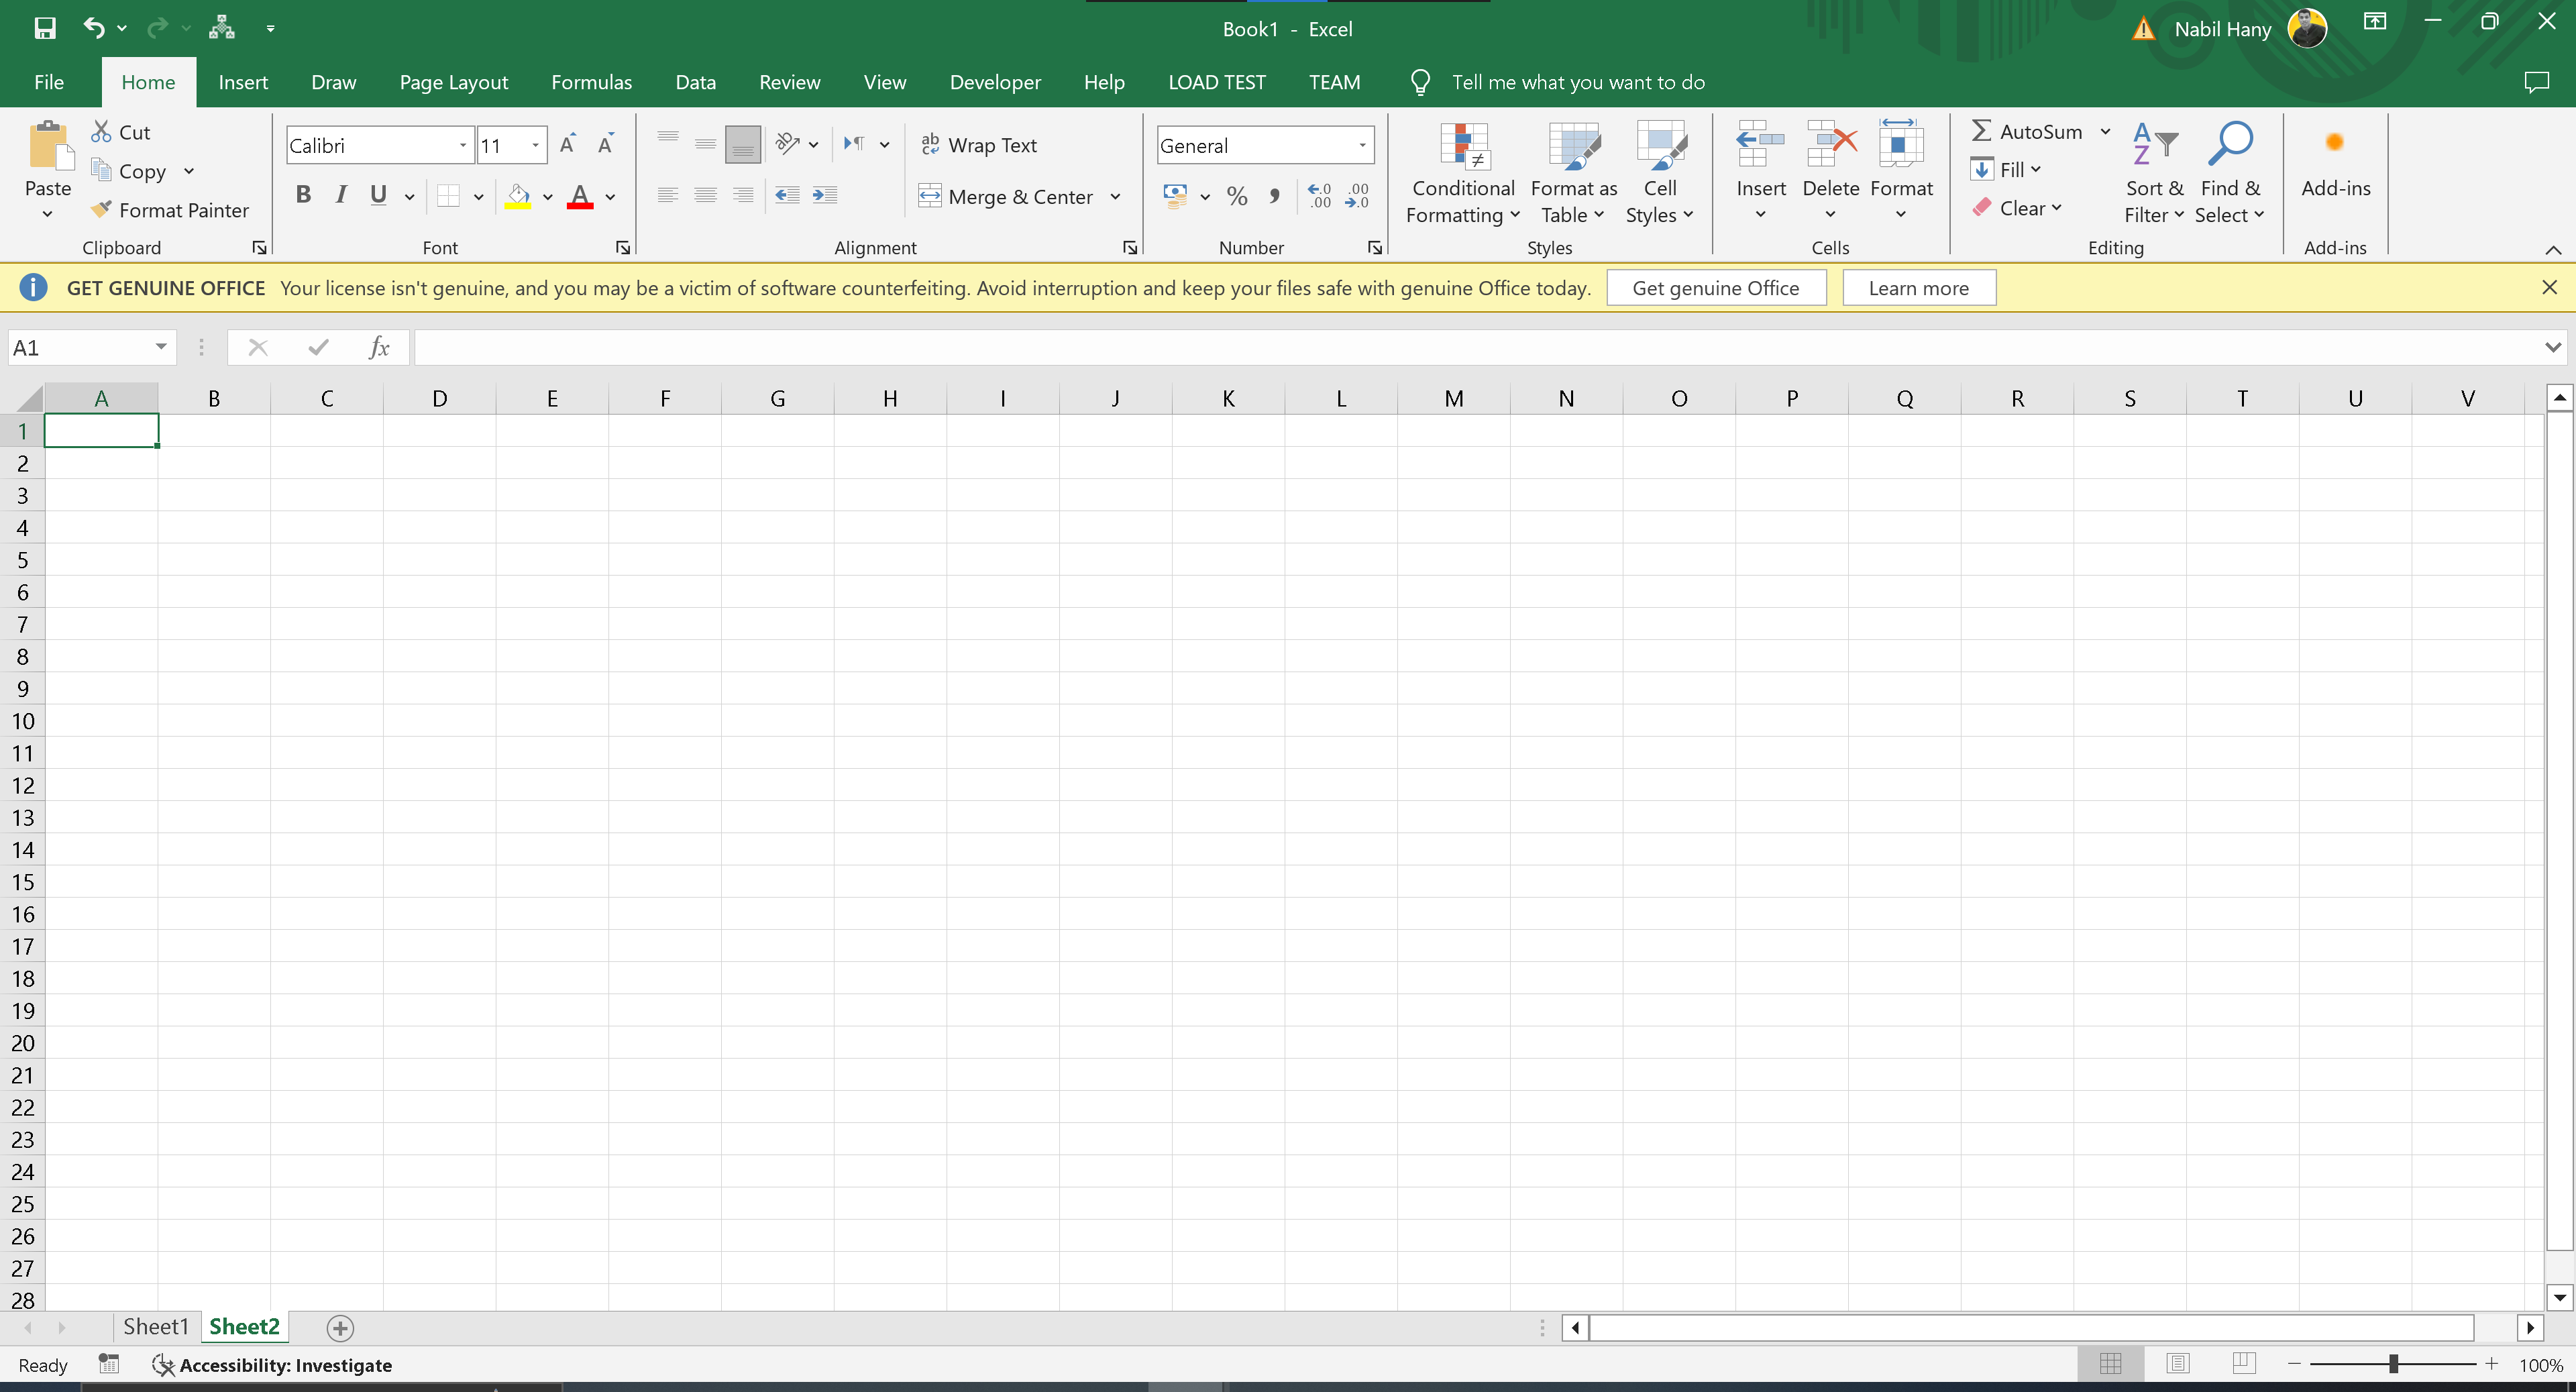 Book1 - Excel
Nabil Hany
File Home Insert Draw Page Layout Formulas Data Review View Developer Help LOAD TEST TEAM Tell me what you want to do
Paste
Cut
Copy
Format Painter
Clipboard
Calibri 11
B I U A
Font
Wrap Text
Merge & Center
Alignment
General
% ,
Number
Conditional Formatting
Format as Table
Cell Styles
Styles
Insert
Delete
Format
Cells
AutoSum
Fill
Clear
Sort & Filter
Find & Select
Editing
Add-ins
Add-ins
GET GENUINE OFFICE Your license isn't genuine, and you may be a victim of software counterfeiting. Avoid interruption and keep your files safe with genuine Office today. Get genuine Office Learn more
A1 fx
A B C D E F G H I J K L M N O P Q R S T U V
1
2
3
4
5
6
7
8
9
10
11
12
13
14
15
16
17
18
19
20
21
22
23
24
25
26
27
28
Sheet1 Sheet2
Ready Accessibility: Investigate 100%